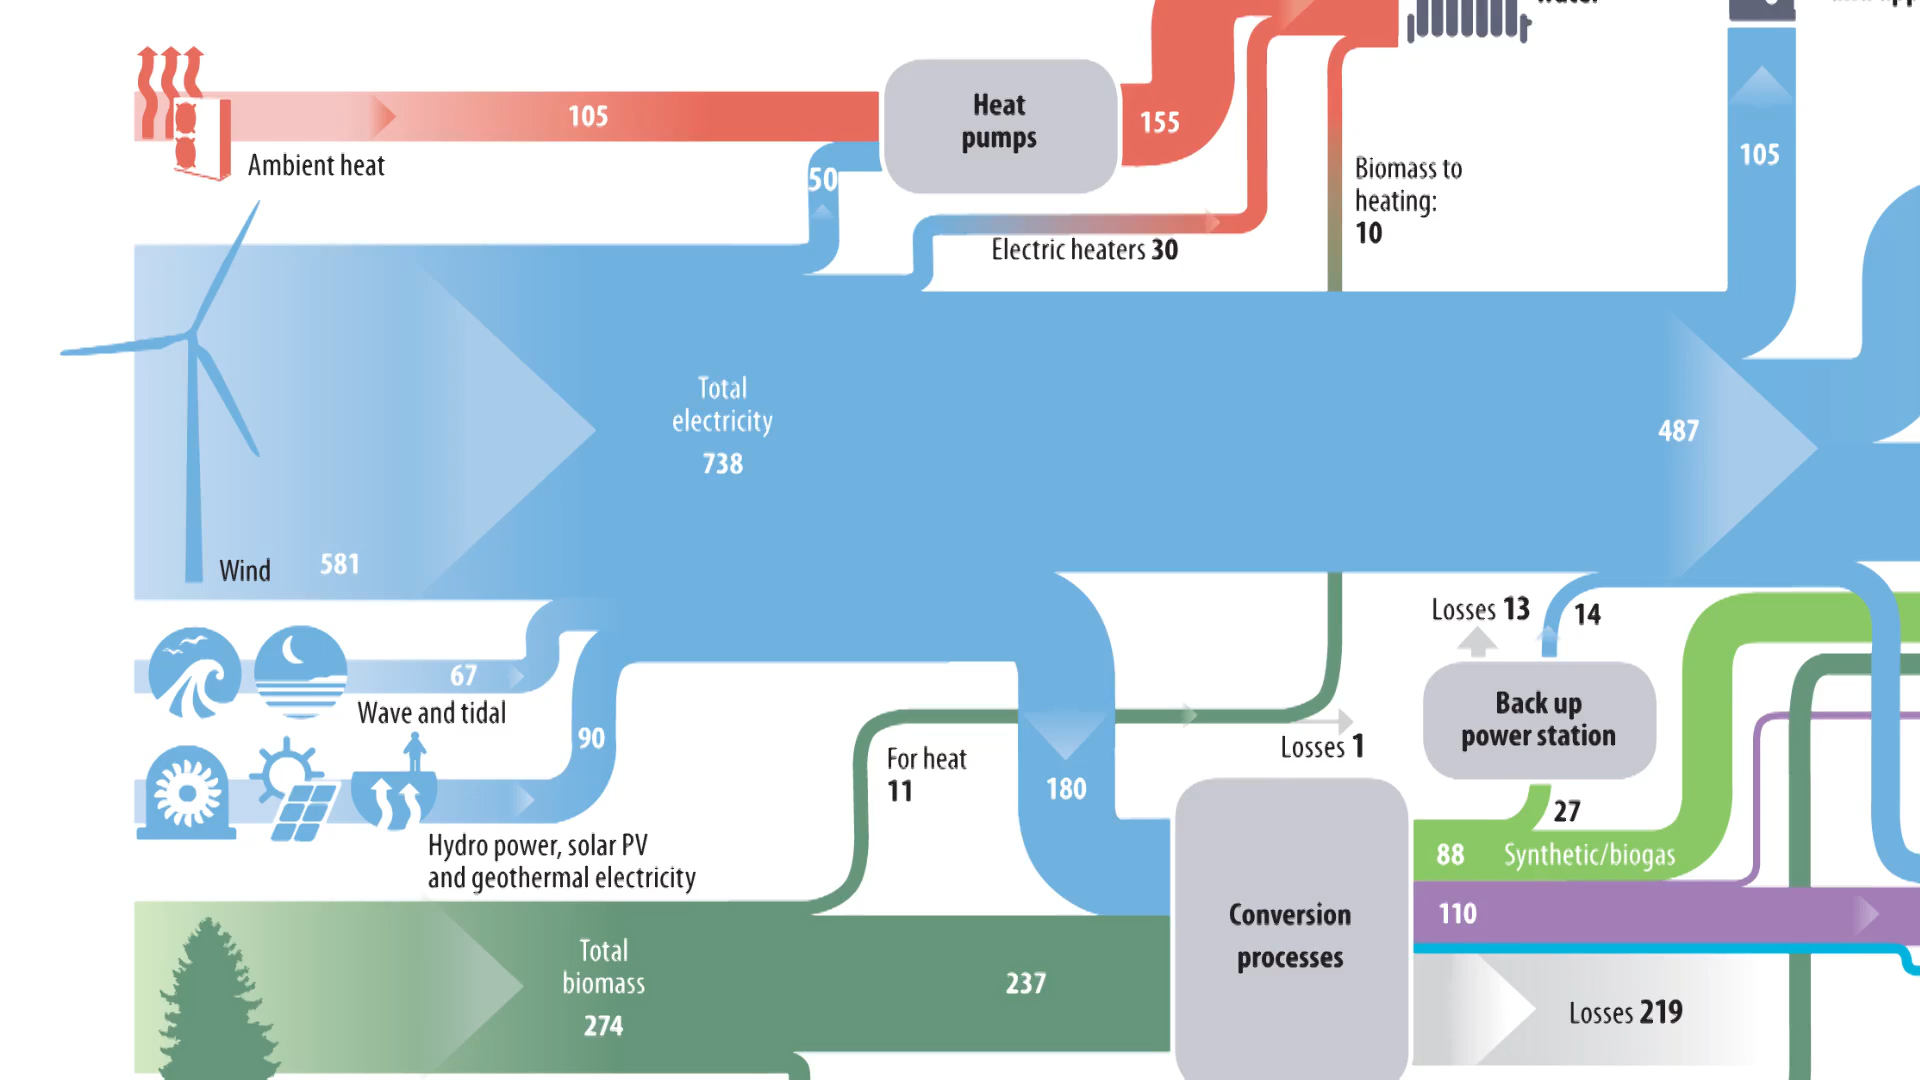 105
Heat
pumps
155
105
Ambient heat
50
Biomass to
heating:
10
Electric heaters 30
Total
electricity
738
487
Wind 581
Losses 13
14
67
Wave and tidal
90
Back up
power station
For heat
11
Losses 1
180
27
Hydro power, solar PV
and geothermal electricity
88 Synthetic/biogas
110
Conversion
processes
Total
biomass
274
237
Losses 219